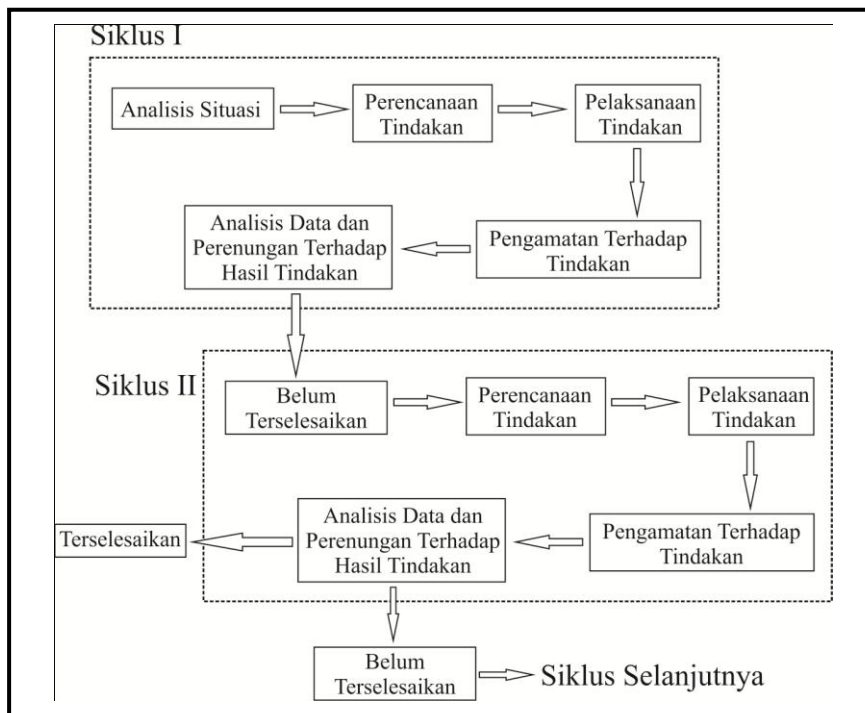 Siklus I
Analisis Situasi
Perencanaan
Tindakan
Pelaksanaan
Tindakan
Pengamatan Terhadap
Tindakan
Analisis Data dan
Perenungan Terhadap
Hasil Tindakan
Siklus II
Belum
Terselesaikan
Perencanaan
Tindakan
Pelaksanaan
Tindakan
Pengamatan Terhadap
Tindakan
Analisis Data dan
Perenungan Terhadap
Hasil Tindakan
Terselesaikan
Belum
Terselesaikan
Siklus Selanjutnya